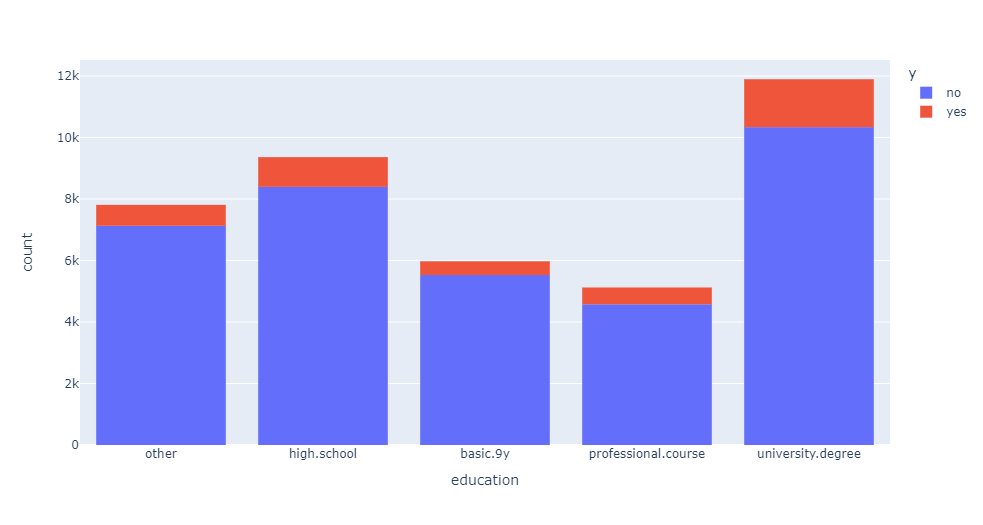 y
no
yes
12k
10k
8k
6k
4k
2k
0
count
other
high.school
basic.9y
professional.course
university.degree
education